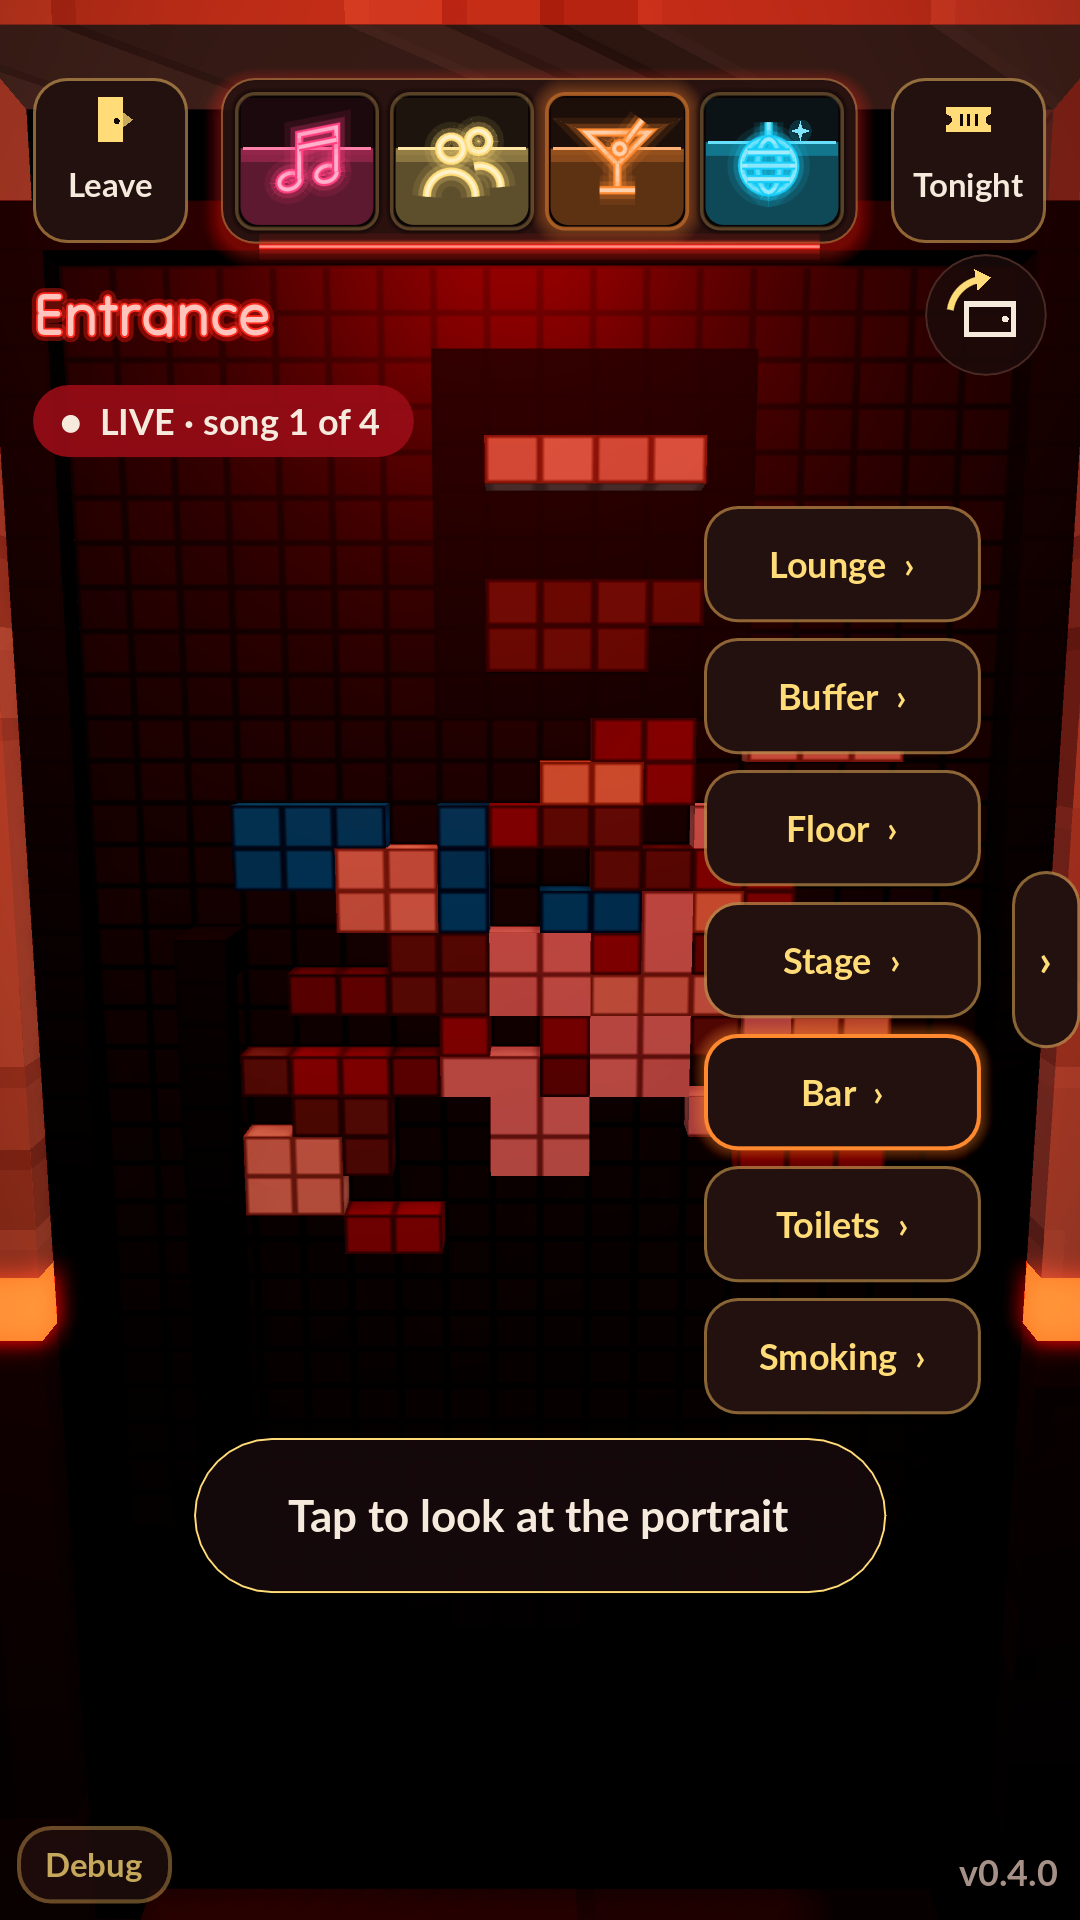 Leave
Tonight
Entrance
LIVE · song 1 of 4
Lounge ›
Buffer ›
Floor ›
Stage ›
›
Bar ›
Toilets ›
Smoking ›
Tap to look at the portrait
Debug
v0.4.0